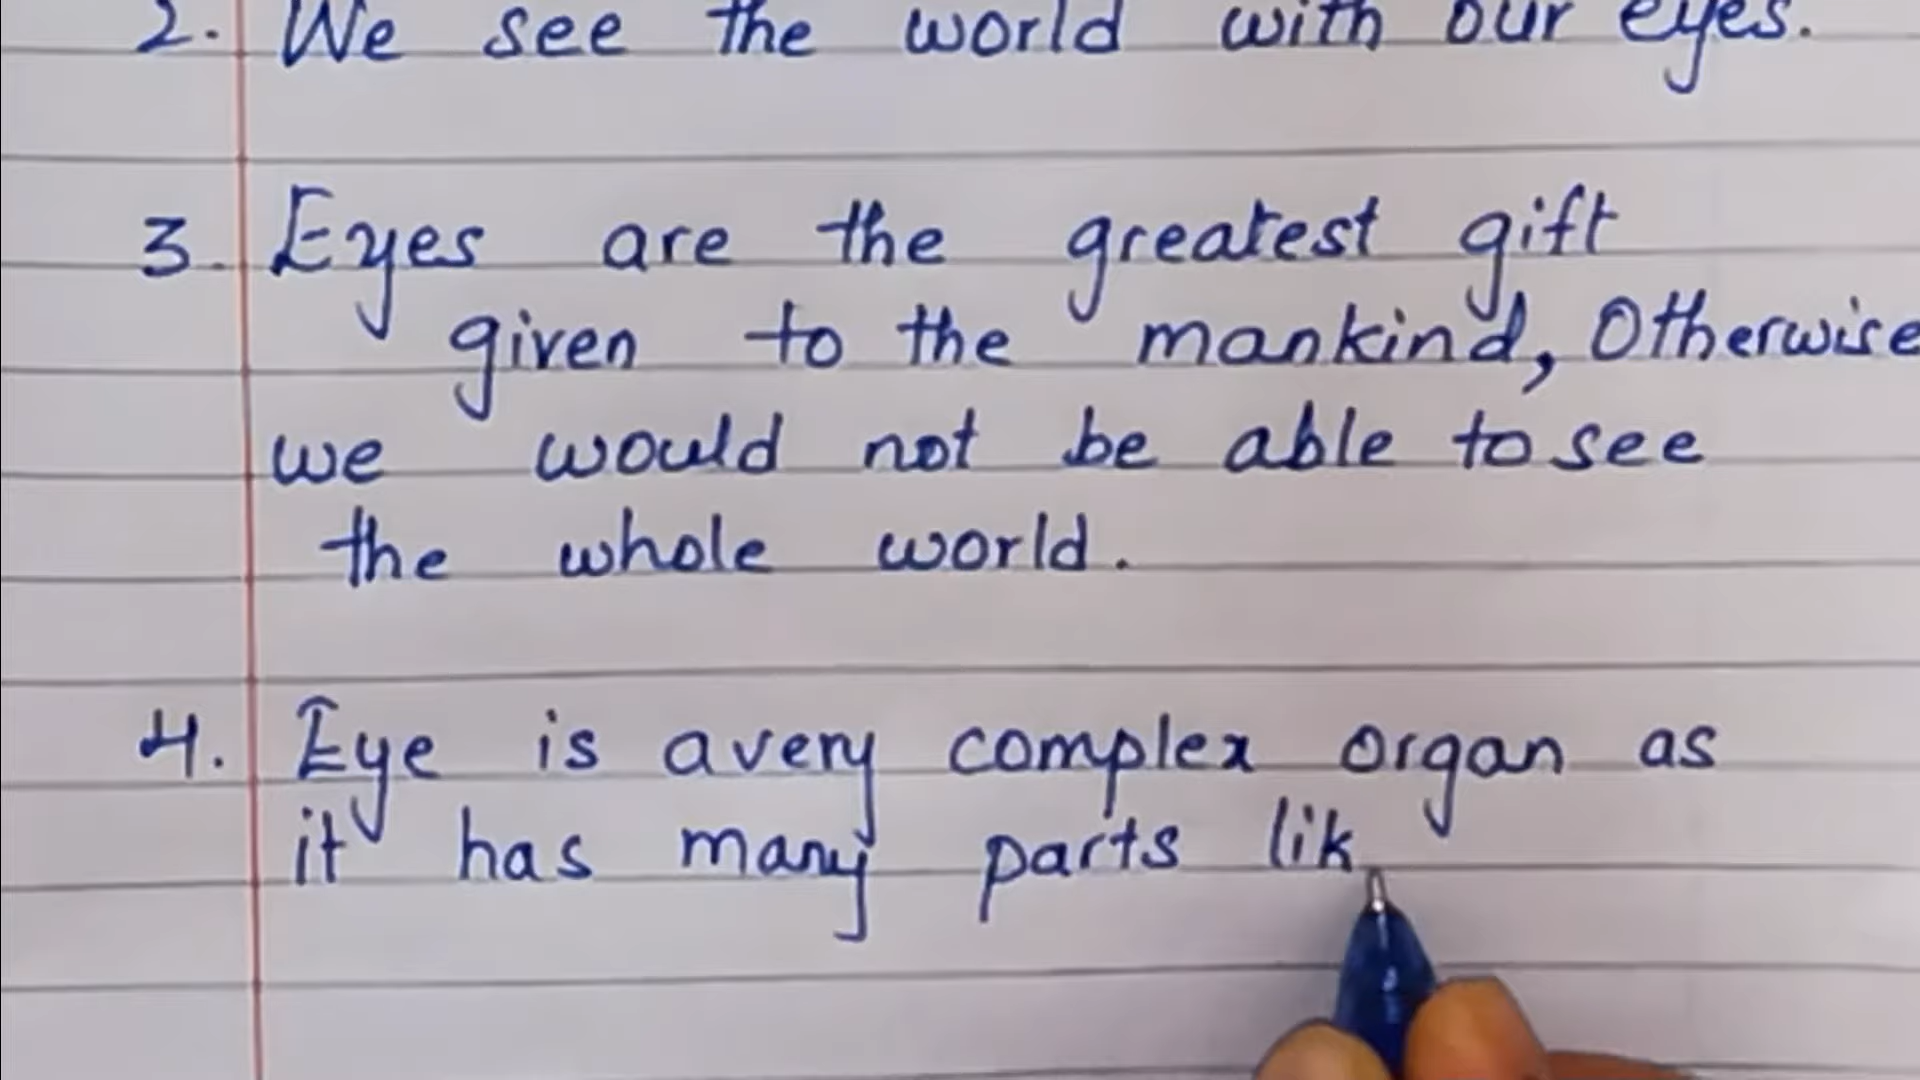 2. We see the world with our eyes.
3. Eyes are the greatest gift
given to the mankind, Otherwise
we would not be able to see
the whole world.
4. Eye is a very complex organ as
it has many parts lik